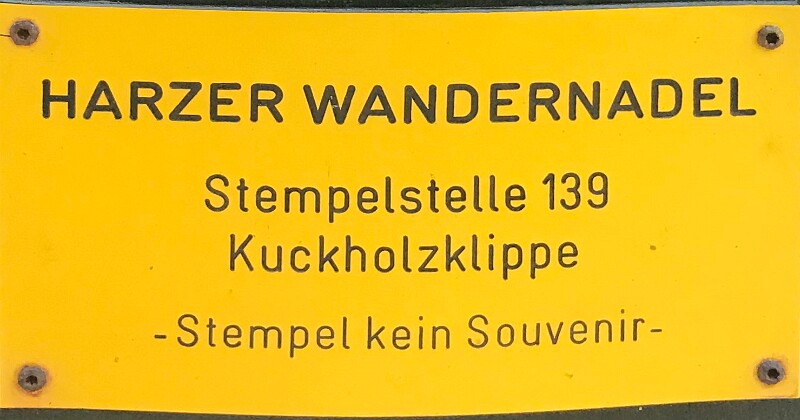 HARZER WANDERNADEL
Stempelstelle 139
Kuckholzklippe
-Stempel kein Souvenir-